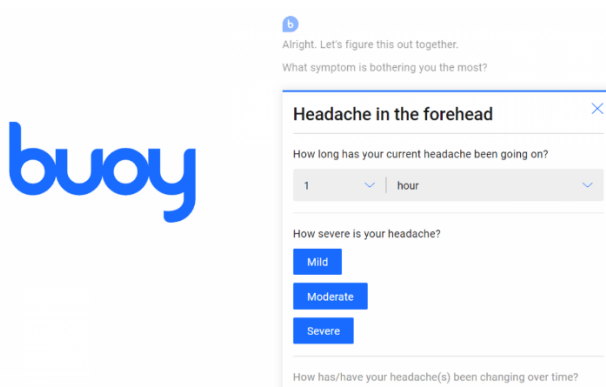 buoy
b
Alright. Let's figure this out together.
What symptom is bothering you the most?
Headache in the forehead
How long has your current headache been going on?
1 hour
How severe is your headache?
Mild
Moderate
Severe
How has/have your headache(s) been changing over time?